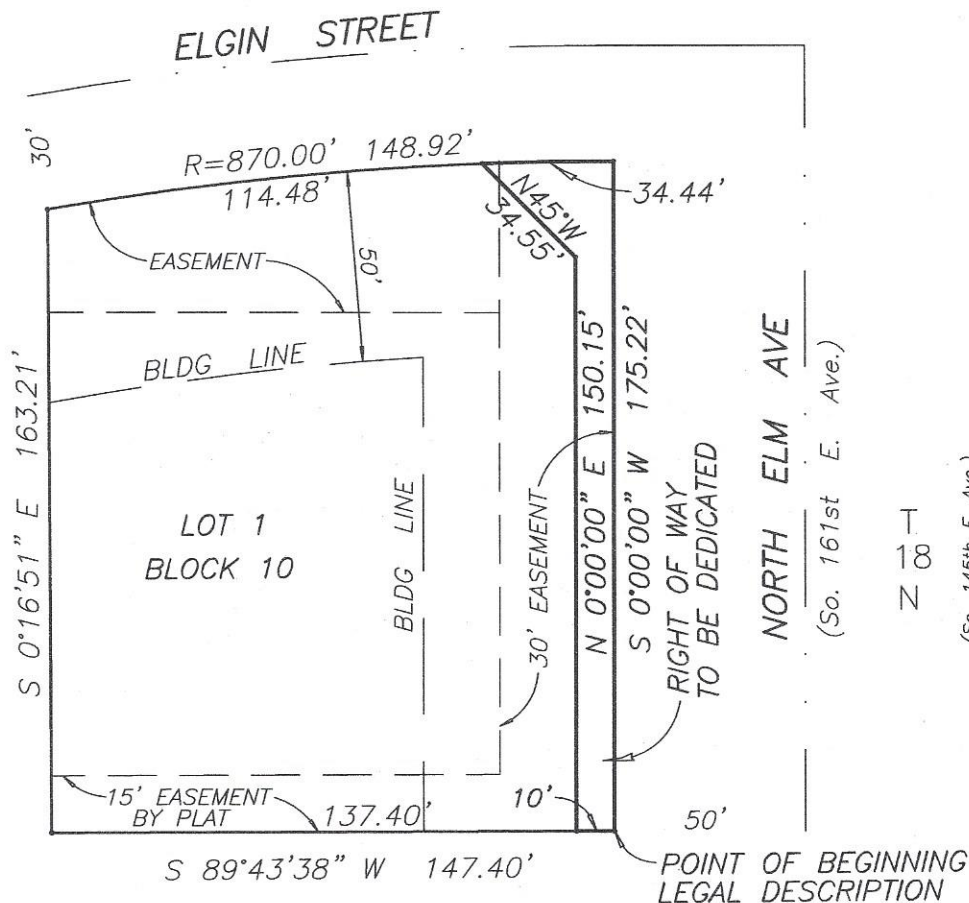 ELGIN STREET
30'
R=870.00' 148.92'
114.48'
34.44'
N45°W
34.55'
EASEMENT
50'
BLDG LINE
S 0°16'51" E 163.21'
LOT 1
BLOCK 10
BLDG LINE
30' EASEMENT
N 0°00'00" E 150.15'
S 0°00'00" W 175.22'
RIGHT OF WAY
TO BE DEDICATED
NORTH ELM AVE
(So. 161st E. Ave.)
T
18
N
(So. 145th E. Ave.)
15' EASEMENT
BY PLAT
137.40'
10'
50'
S 89°43'38" W 147.40'
POINT OF BEGINNING
LEGAL DESCRIPTION